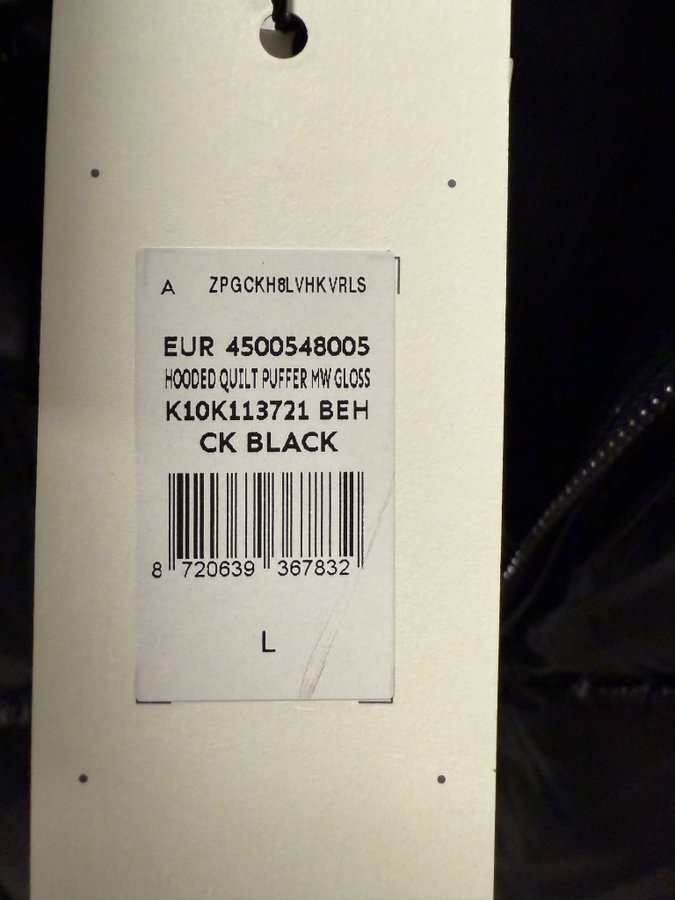 A ZPGCKH8LVHKVRLS
EUR 4500548005
HOODED QUILT PUFFER MW GLOSS
K10K113721 BEH
CK BLACK
8 720639 367832
L